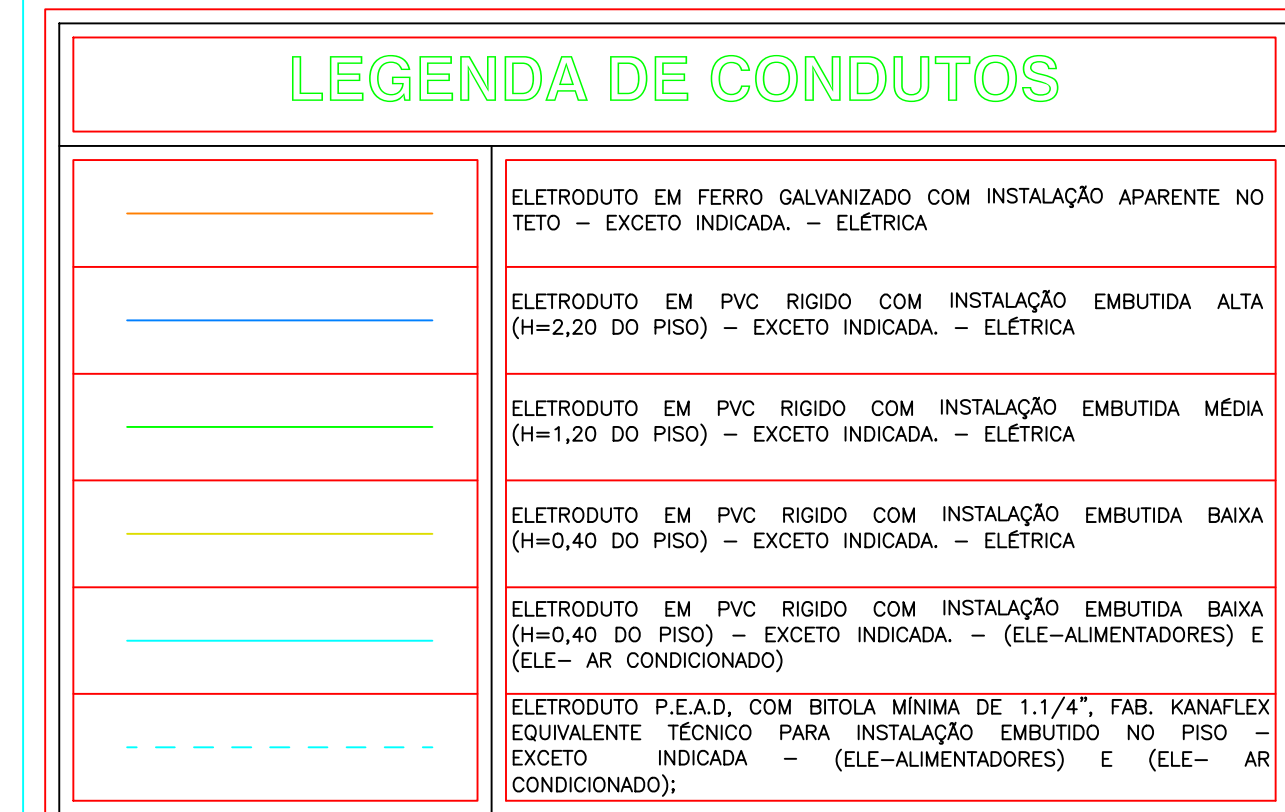 LEGENDA DE CONDUTOS
ELETRODUTO EM FERRO GALVANIZADO COM INSTALAÇÃO APARENTE NO
TETO – EXCETO INDICADA. – ELÉTRICA
ELETRODUTO EM PVC RIGIDO COM INSTALAÇÃO EMBUTIDA ALTA
(H=2,20 DO PISO) – EXCETO INDICADA. – ELÉTRICA
ELETRODUTO EM PVC RIGIDO COM INSTALAÇÃO EMBUTIDA MÉDIA
(H=1,20 DO PISO) – EXCETO INDICADA. – ELÉTRICA
ELETRODUTO EM PVC RIGIDO COM INSTALAÇÃO EMBUTIDA BAIXA
(H=0,40 DO PISO) – EXCETO INDICADA. – ELÉTRICA
ELETRODUTO EM PVC RIGIDO COM INSTALAÇÃO EMBUTIDA BAIXA
(H=0,40 DO PISO) – EXCETO INDICADA. – (ELE–ALIMENTADORES) E
(ELE– AR CONDICIONADO)
ELETRODUTO P.E.A.D, COM BITOLA MÍNIMA DE 1.1/4”, FAB. KANAFLEX
EQUIVALENTE TÉCNICO PARA INSTALAÇÃO EMBUTIDO NO PISO –
EXCETO INDICADA – (ELE–ALIMENTADORES) E (ELE– AR
CONDICIONADO);